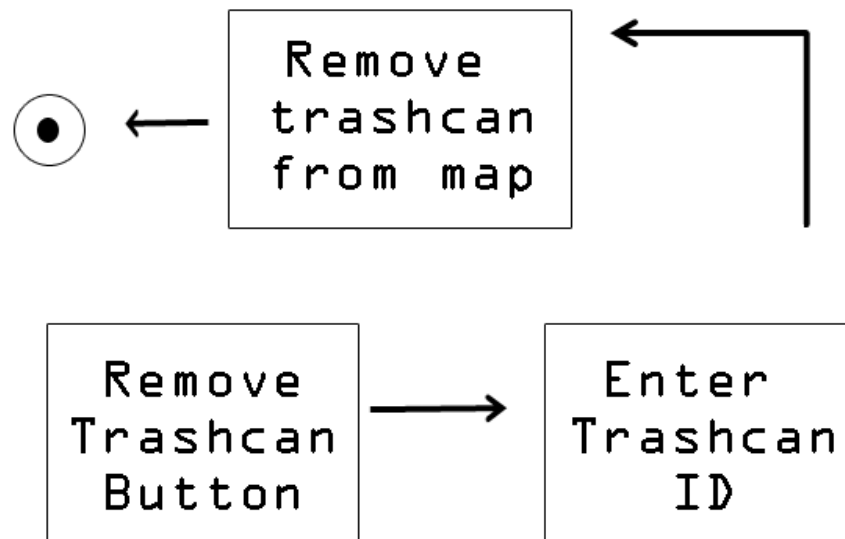 Remove
trashcan
from map
Remove
Trashcan
Button
Enter
Trashcan
ID